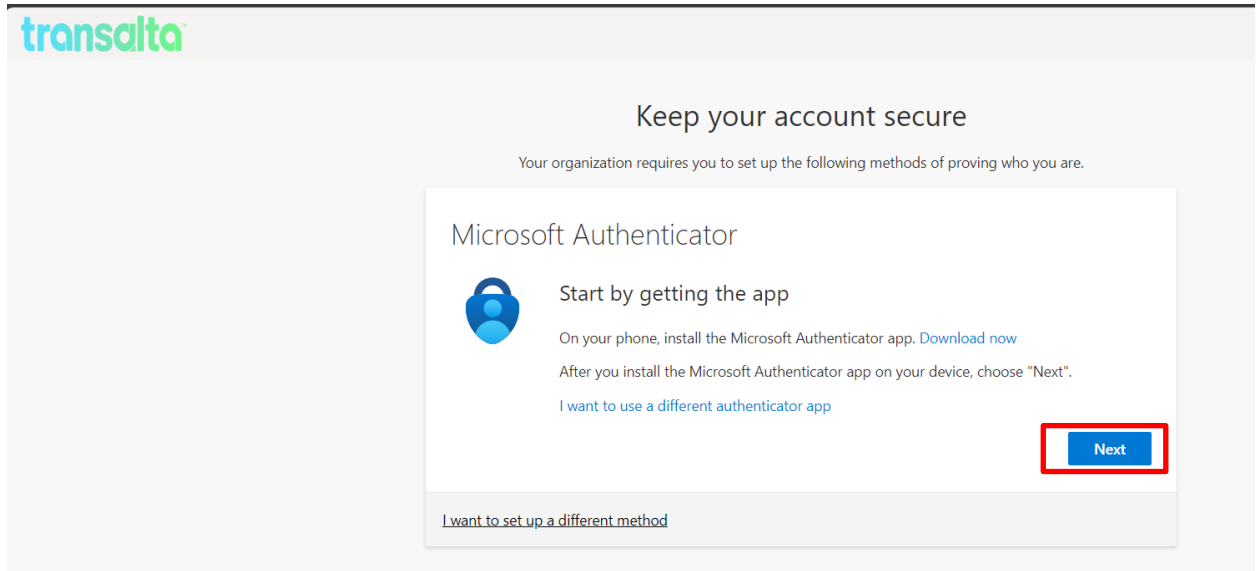 transalta
Keep your account secure
Your organization requires you to set up the following methods of proving who you are.
Microsoft Authenticator
Start by getting the app
On your phone, install the Microsoft Authenticator app. Download now
After you install the Microsoft Authenticator app on your device, choose "Next".
I want to use a different authenticator app
Next
I want to set up a different method